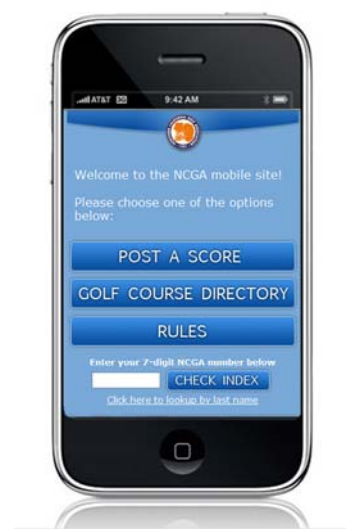 AT&T 3G 9:42 AM
Welcome to the NCGA mobile site!
Please choose one of the options
below:
POST A SCORE
GOLF COURSE DIRECTORY
RULES
Enter your 7-digit NCGA number below
CHECK INDEX
Click here to lookup by last name